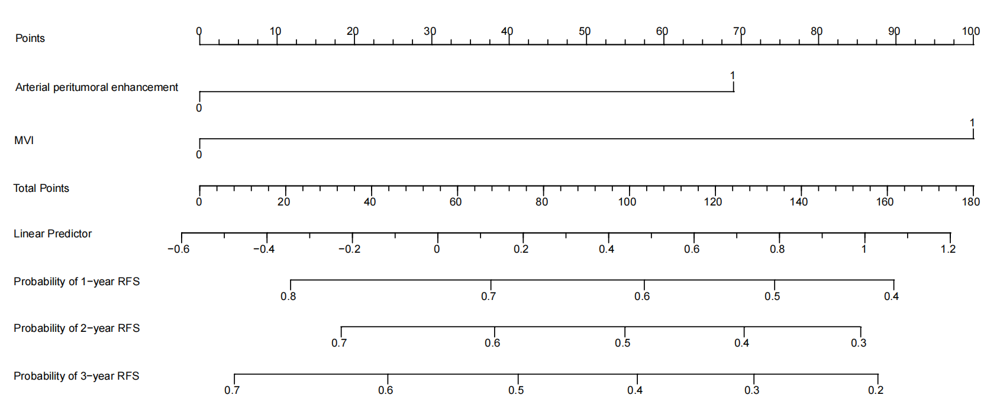 Points
0 10 20 30 40 50 60 70 80 90 100
Arterial peritumoral enhancement
0 1
MVI
0 1
Total Points
0 20 40 60 80 100 120 140 160 180
Linear Predictor
−0.6 −0.4 −0.2 0 0.2 0.4 0.6 0.8 1 1.2
Probability of 1−year RFS
0.8 0.7 0.6 0.5 0.4
Probability of 2−year RFS
0.7 0.6 0.5 0.4 0.3
Probability of 3−year RFS
0.7 0.6 0.5 0.4 0.3 0.2